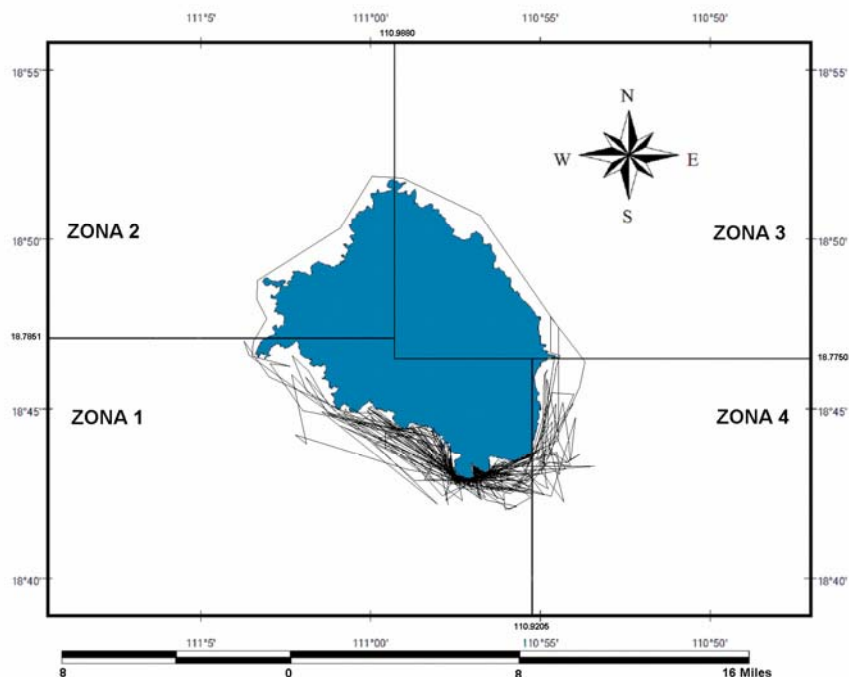 111°5' 111°00' 110°55' 110°50'
110.9880
18°55' 18°55'
N
W E
S
ZONA 2 ZONA 3
18°50' 18°50'
18.7851
18.7750
ZONA 1 ZONA 4
18°45' 18°45'
18°40' 18°40'
110.9205
111°5' 111°00' 110°55' 110°50'
8 0 8 16 Miles